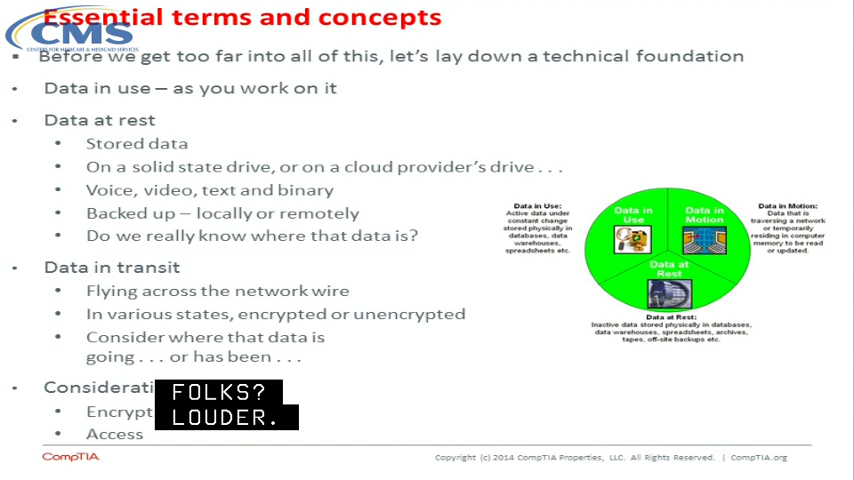 Essential terms and concepts
CMS
CENTERS FOR MEDICARE & MEDICAID SERVICES
▪ Before we get too far into all of this, let's lay down a technical foundation
• Data in use – as you work on it
• Data at rest
• Stored data
• On a solid state drive, or on a cloud provider's drive . . .
• Voice, video, text and binary
• Backed up – locally or remotely
• Do we really know where that data is?
• Data in transit
• Flying across the network wire
• In various states, encrypted or unencrypted
• Consider where that data is
going . . . or has been . . .
• Considerati
• Encrypt
• Access
FOLKS?
LOUDER.
Data in Use:
Active data under
constant change
stored physically in
databases, data
warehouses,
spreadsheets etc.
Data in
Use
Data in
Motion
Data at
Rest
Data in Motion:
Data that is
traversing a network
or temporarily
residing in computer
memory to be read
or updated.
Data at Rest:
Inactive data stored physically in databases,
data warehouses, spreadsheets, archives,
tapes, off-site backups etc.
CompTIA.
Copyright (c) 2014 CompTIA Properties, LLC. All Rights Reserved. | CompTIA.org